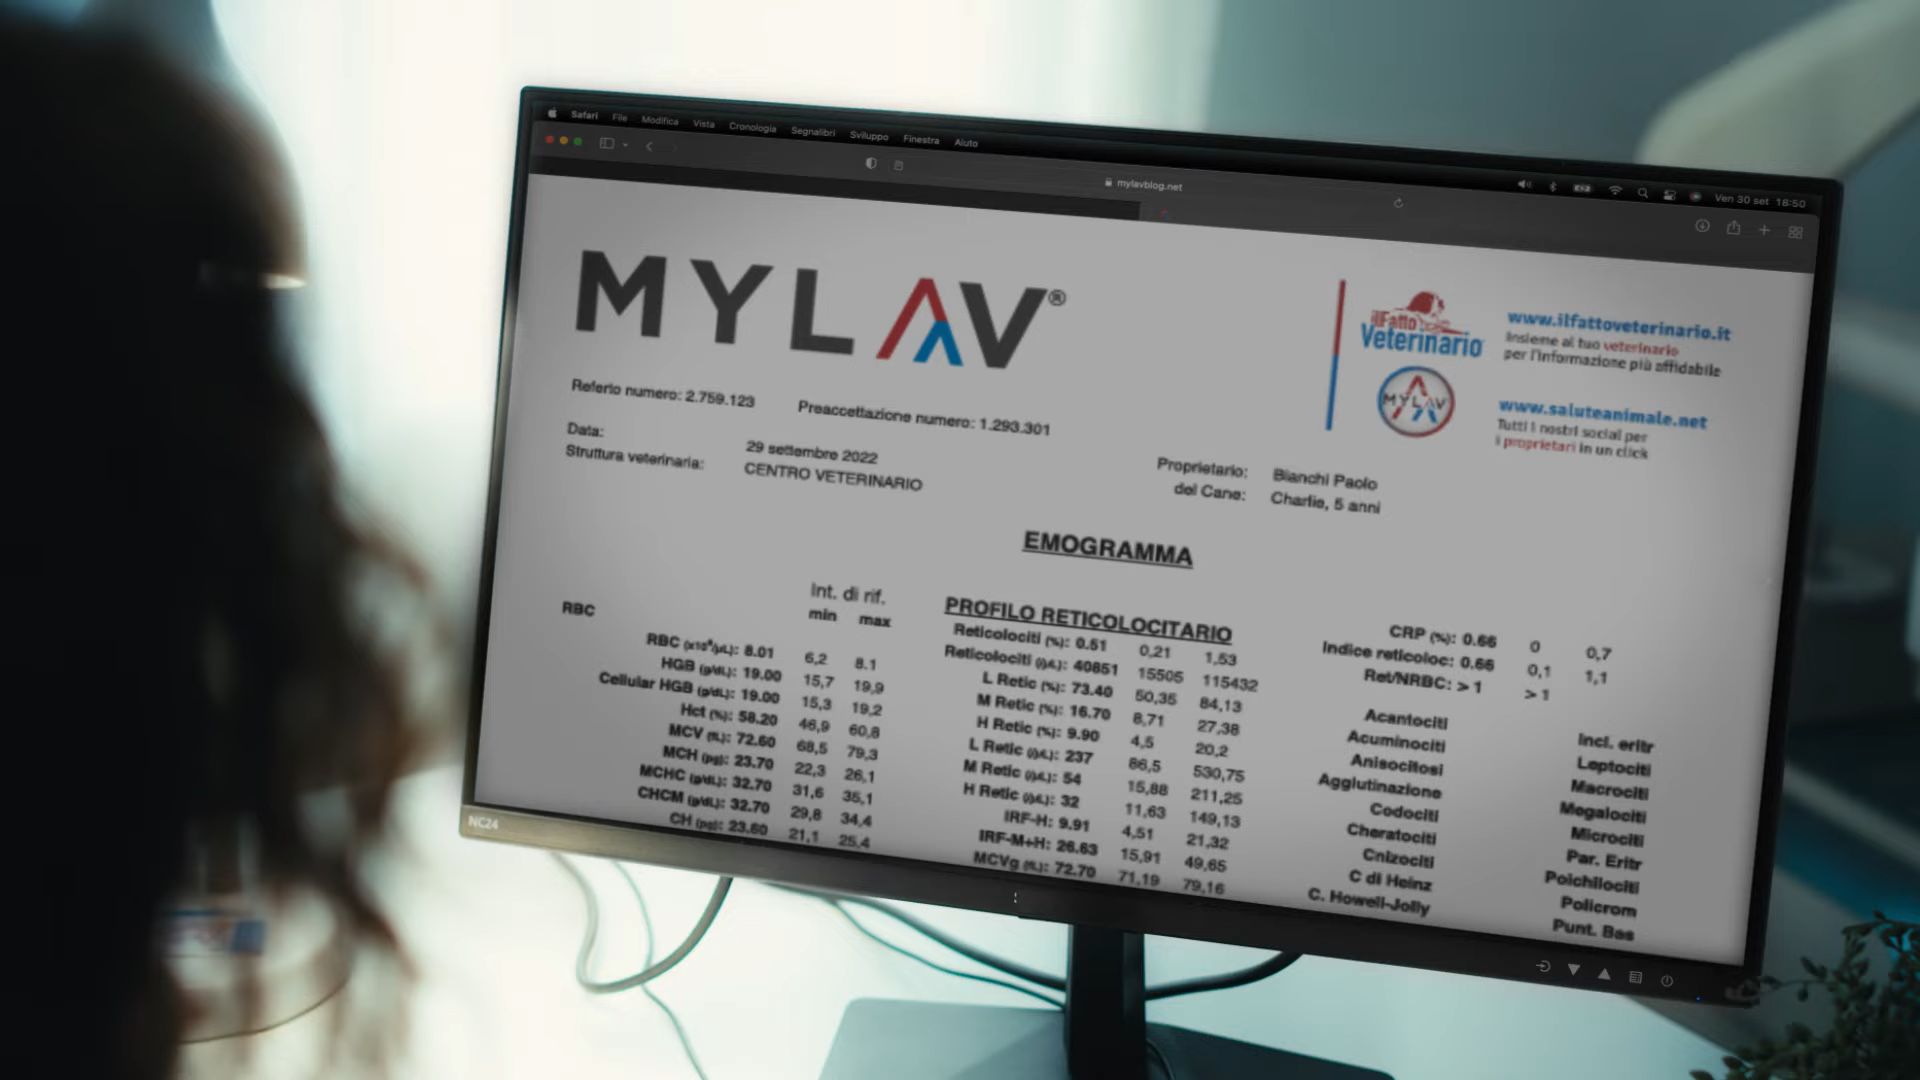 Safari File Modifica Vista Cronologia Segnalibri Sviluppo Finestra Aiuto
Ven 30 set 18:50
mylavblog.net
MYLAV®
ilFatto
Veterinario
www.ilfattoveterinario.it
Insieme al tuo veterinario
per l'informazione più affidabile
MYLAV
www.saluteanimale.net
Tutti i nostri social per
i proprietari in un click
Referto numero: 2.759.123 Preaccettazione numero: 1.293.301
Data: 29 settembre 2022
Struttura veterinaria: CENTRO VETERINARIO
Proprietario: Bianchi Paolo
del Cane: Charlie, 5 anni
EMOGRAMMA
Int. di rif.
RBC min max
RBC (x10⁶/µL): 8.01 6,2 8.1
HGB (g/dL): 19.00 15,7 19,9
Cellular HGB (g/dL): 19.00 15,3 19,2
Hct (%): 58.20 46,9 60,8
MCV (fL): 72.60 68,5 79,3
MCH (pg): 23.70 22,3 26,1
MCHC (g/dL): 32.70 31,6 35,1
CHCM (g/dL): 32.70 29,8 34,4
CH (pg): 23.60 21,1 25,4
PROFILO RETICOLOCITARIO
Reticolociti (%): 0.51 0,21 1,53
Reticolociti (/µL): 40851 15505 115432
L Retic (%): 73.40 50,35 84,13
M Retic (%): 16.70 8,71 27,38
H Retic (%): 9.90 4,5 20,2
L Retic (/µL): 237 86,5 530,75
M Retic (/µL): 54 15,88 211,25
H Retic (/µL): 32 11,63 149,13
IRF-H: 9.91 4,51 21,32
IRF-M+H: 26.63 15,91 49,65
MCVg (fL): 72.70 71,19 79,16
CRP (%): 0.66 0 0,7
Indice reticoloc: 0.66 0,1 1,1
Ret/NRBC: > 1 > 1
Acantociti
Acuminociti
Anisocitosi
Agglutinazione
Codociti
Cheratociti
Cnizociti
C di Heinz
C. Howell-Jolly
Incl. eritr
Leptociti
Macrociti
Megalociti
Microciti
Par. Eritr
Poichilociti
Policrom
Punt. Bas
NC24